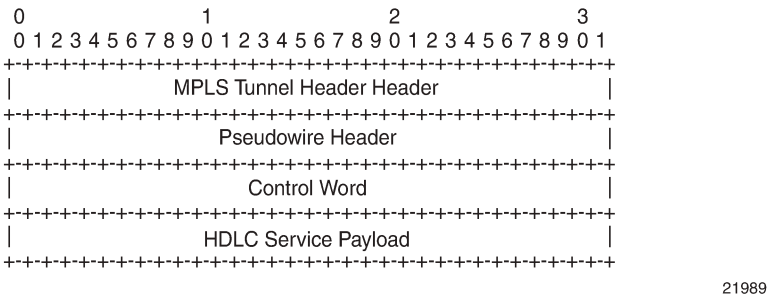 0 1 2 3
0 1 2 3 4 5 6 7 8 9 0 1 2 3 4 5 6 7 8 9 0 1 2 3 4 5 6 7 8 9 0 1
+-+-+-+-+-+-+-+-+-+-+-+-+-+-+-+-+-+-+-+-+-+-+-+-+-+-+-+-+-+-+-+-+
| MPLS Tunnel Header Header |
+-+-+-+-+-+-+-+-+-+-+-+-+-+-+-+-+-+-+-+-+-+-+-+-+-+-+-+-+-+-+-+-+
| Pseudowire Header |
+-+-+-+-+-+-+-+-+-+-+-+-+-+-+-+-+-+-+-+-+-+-+-+-+-+-+-+-+-+-+-+-+
| Control Word |
+-+-+-+-+-+-+-+-+-+-+-+-+-+-+-+-+-+-+-+-+-+-+-+-+-+-+-+-+-+-+-+-+
| HDLC Service Payload |
+-+-+-+-+-+-+-+-+-+-+-+-+-+-+-+-+-+-+-+-+-+-+-+-+-+-+-+-+-+-+-+-+
21989